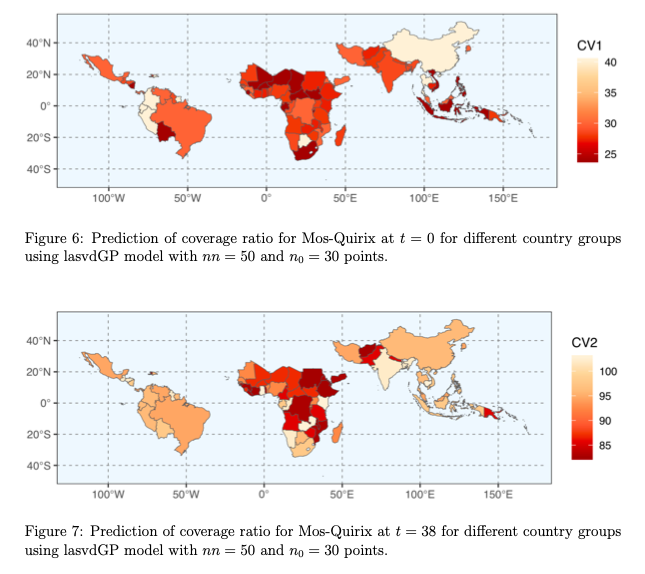 CV1
40°N
20°N
0°
20°S
40°S
40
35
30
25
100°W
50°W
0°
50°E
100°E
150°E
Figure 6: Prediction of coverage ratio for Mos-Quirix at t = 0 for different country groups
using lasvdGP model with nn = 50 and n₀ = 30 points.
CV2
40°N
20°N
0°
20°S
40°S
100
95
90
85
100°W
50°W
0°
50°E
100°E
150°E
Figure 7: Prediction of coverage ratio for Mos-Quirix at t = 38 for different country groups
using lasvdGP model with nn = 50 and n₀ = 30 points.